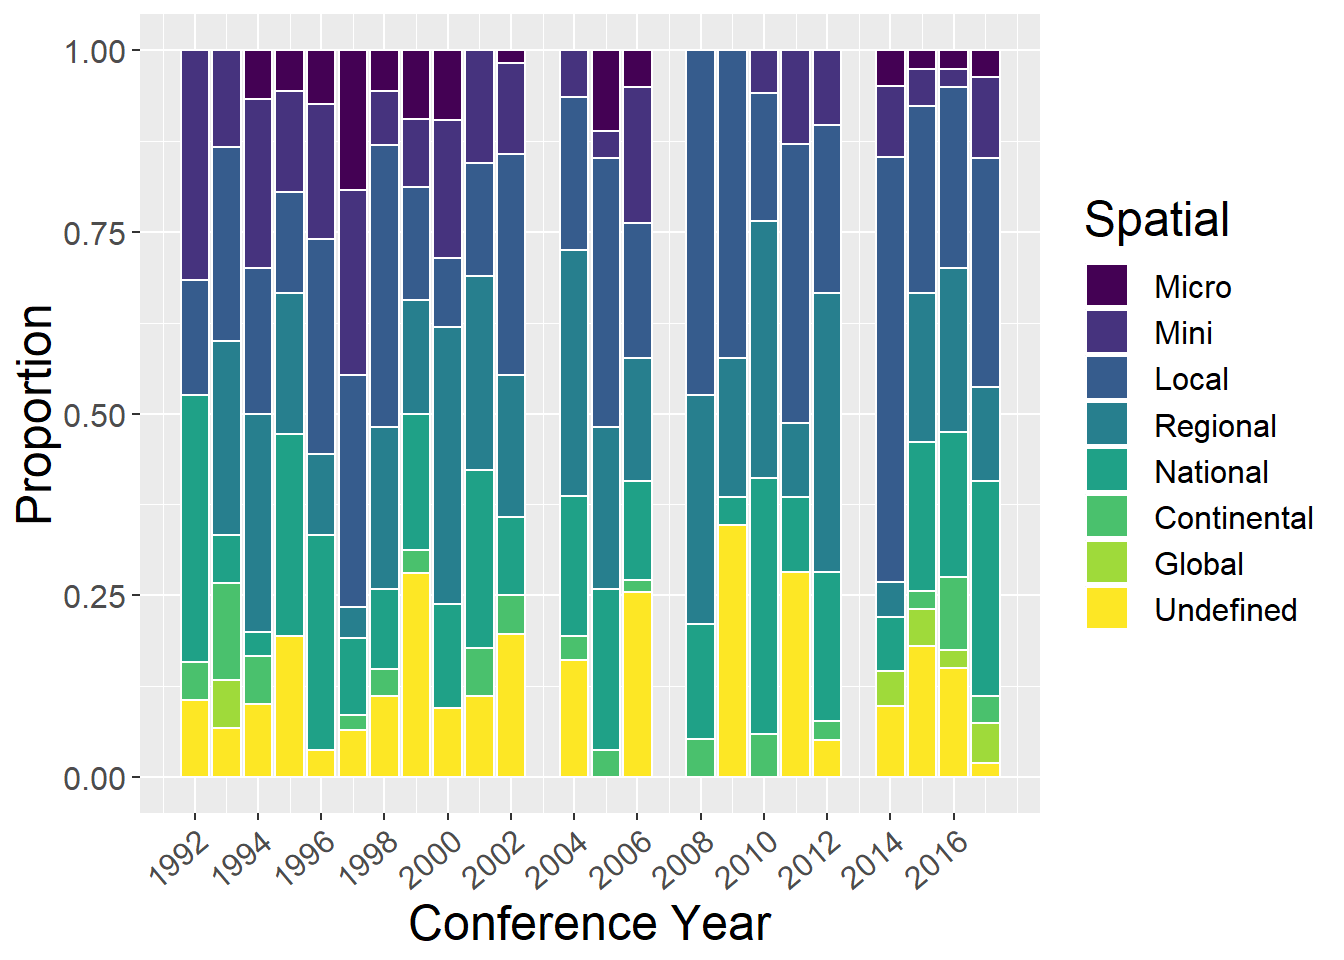 1.00
0.75
0.50
0.25
0.00
Proportion
1992 1994 1996 1998 2000 2002 2004 2006 2008 2010 2012 2014 2016
Conference Year
Spatial
Micro
Mini
Local
Regional
National
Continental
Global
Undefined